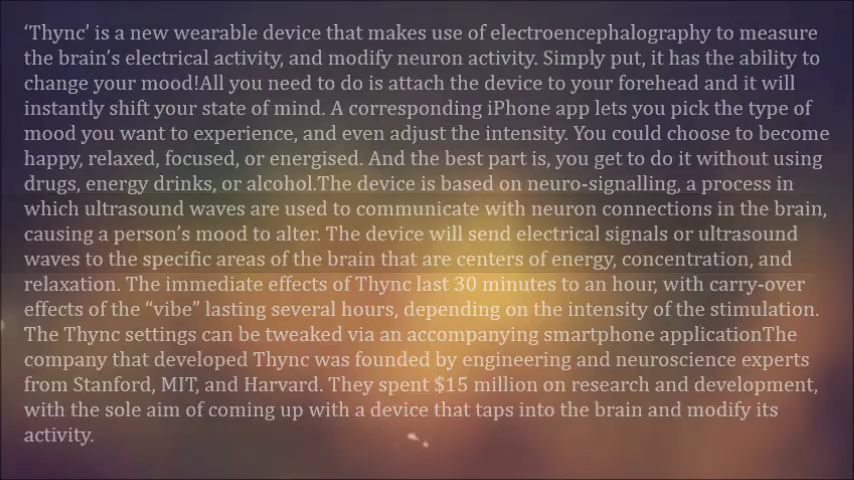 ‘Thync’ is a new wearable device that makes use of electroencephalography to measure
the brain’s electrical activity, and modify neuron activity. Simply put, it has the ability to
change your mood!All you need to do is attach the device to your forehead and it will
instantly shift your state of mind. A corresponding iPhone app lets you pick the type of
mood you want to experience, and even adjust the intensity. You could choose to become
happy, relaxed, focused, or energised. And the best part is, you get to do it without using
drugs, energy drinks, or alcohol.The device is based on neuro-signalling, a process in
which ultrasound waves are used to communicate with neuron connections in the brain,
causing a person’s mood to alter. The device will send electrical signals or ultrasound
waves to the specific areas of the brain that are centers of energy, concentration, and
relaxation. The immediate effects of Thync last 30 minutes to an hour, with carry-over
effects of the “vibe” lasting several hours, depending on the intensity of the stimulation.
The Thync settings can be tweaked via an accompanying smartphone applicationThe
company that developed Thync was founded by engineering and neuroscience experts
from Stanford, MIT, and Harvard. They spent $15 million on research and development,
with the sole aim of coming up with a device that taps into the brain and modify its
activity.